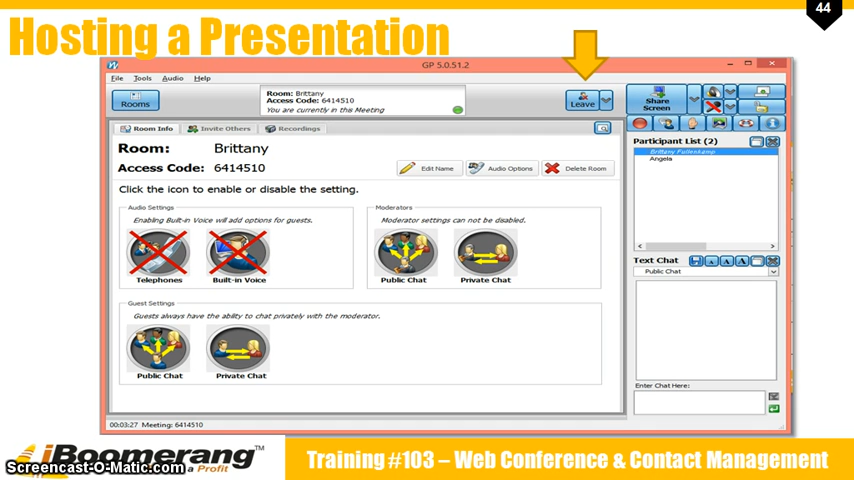 44
Hosting a Presentation
GP 5.0.51.2
File Tools Audio Help
Rooms
Room: Brittany
Access Code: 6414510
You are currently in this Meeting
Leave
Share Screen
Room Info Invite Others Recordings
Room: Brittany
Access Code: 6414510
Edit Name Audio Options Delete Room
Click the icon to enable or disable the setting.
Audio Settings
Enabling Built-in Voice will add options for guests.
Telephones Built-in Voice
Moderators
Moderator settings can not be disabled.
Public Chat Private Chat
Guest Settings
Guests always have the ability to chat privately with the moderator.
Public Chat Private Chat
Participant List (2)
Brittany Fullenkamp
Angela
Text Chat
A A A
Public Chat
Enter Chat Here:
00:03:27 Meeting: 6414510
iBoomerang™
a Profit
Screencast-O-Matic.com
Training #103 – Web Conference & Contact Management